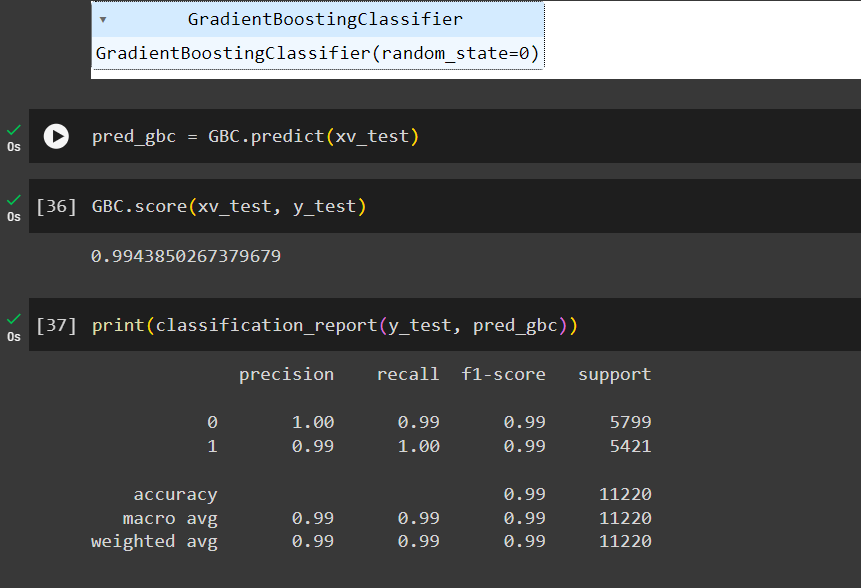 ▾ GradientBoostingClassifier
GradientBoostingClassifier(random_state=0)
✓
0s
pred_gbc = GBC.predict(xv_test)
✓
0s
[36] GBC.score(xv_test, y_test)
0.9943850267379679
✓
0s
[37] print(classification_report(y_test, pred_gbc))
precision recall f1-score support
0 1.00 0.99 0.99 5799
1 0.99 1.00 0.99 5421
accuracy 0.99 11220
macro avg 0.99 0.99 0.99 11220
weighted avg 0.99 0.99 0.99 11220